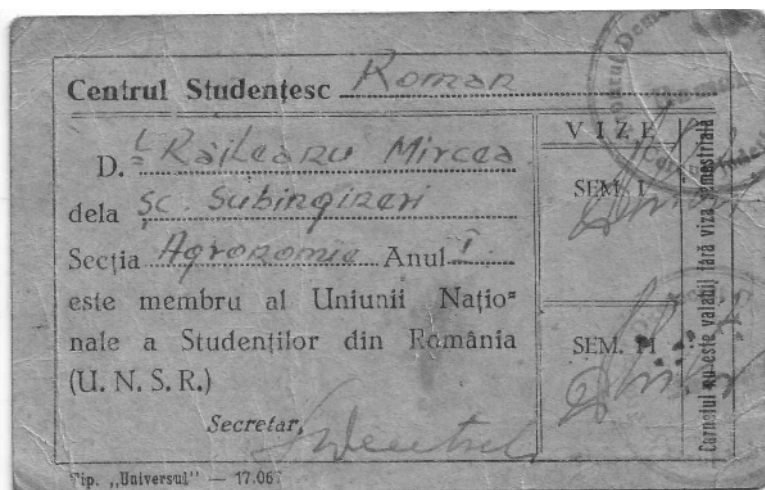 Centrul Studențesc Roman
D. L Răileanu Mircea
dela Șc. Subingineri
Secția Agronomie Anul I
este membru al Uniunii Națio=
nale a Studenților din România
(U. N. S. R.)
Secretar,
VIZE
SEM. I
SEM. II
Carnetul nu este valabil fără viza semestrială
Tip. „Universul" — 17.06